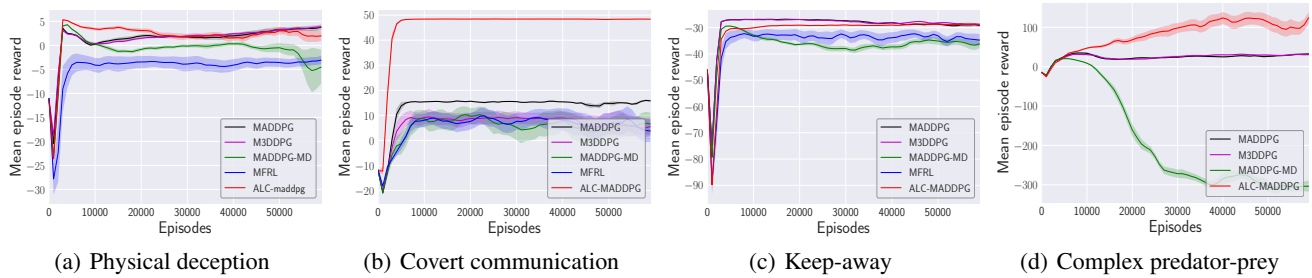 Mean episode reward
5
0
−5
−10
−15
−20
−25
−30
0
10000
20000
30000
40000
50000
Episodes
MADDPG
M3DDPG
MADDPG-MD
MFRL
ALC-maddpg
(a) Physical deception
Mean episode reward
50
40
30
20
10
0
−10
−20
0
10000
20000
30000
40000
50000
Episodes
MADDPG
M3DDPG
MADDPG-MD
MFRL
ALC-MADDPG
(b) Covert communication
Mean episode reward
−30
−40
−50
−60
−70
−80
−90
0
10000
20000
30000
40000
50000
Episodes
MADDPG
M3DDPG
MADDPG-MD
MFRL
ALC-MADDPG
(c) Keep-away
Mean episode reward
100
0
−100
−200
−300
0
10000
20000
30000
40000
50000
Episodes
MADDPG
M3DDPG
MADDPG-MD
ALC-MADDPG
(d) Complex predator-prey